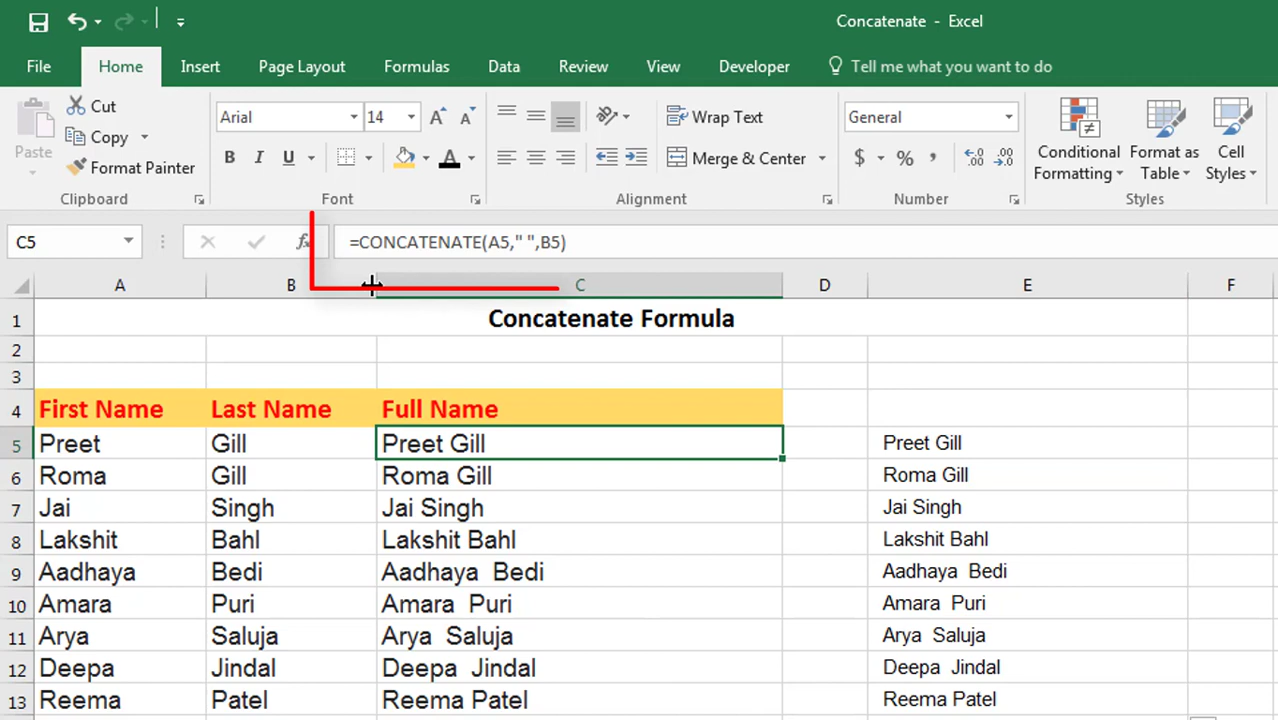 Concatenate - Excel
File Home Insert Page Layout Formulas Data Review View Developer Tell me what you want to do
Paste Cut Copy Format Painter
Arial 14 Wrap Text General
B I U A Merge & Center $ % , .00 .0 Conditional Formatting Format as Table Cell Styles
Clipboard Font Alignment Number Styles
C5 fx =CONCATENATE(A5," ",B5)
A B C D E F
1 Concatenate Formula
2
3
4 First Name Last Name Full Name
5 Preet Gill Preet Gill Preet Gill
6 Roma Gill Roma Gill Roma Gill
7 Jai Singh Jai Singh Jai Singh
8 Lakshit Bahl Lakshit Bahl Lakshit Bahl
9 Aadhaya Bedi Aadhaya  Bedi Aadhaya  Bedi
10 Amara Puri Amara  Puri Amara  Puri
11 Arya Saluja Arya  Saluja Arya  Saluja
12 Deepa Jindal Deepa  Jindal Deepa  Jindal
13 Reema Patel Reema Patel Reema Patel